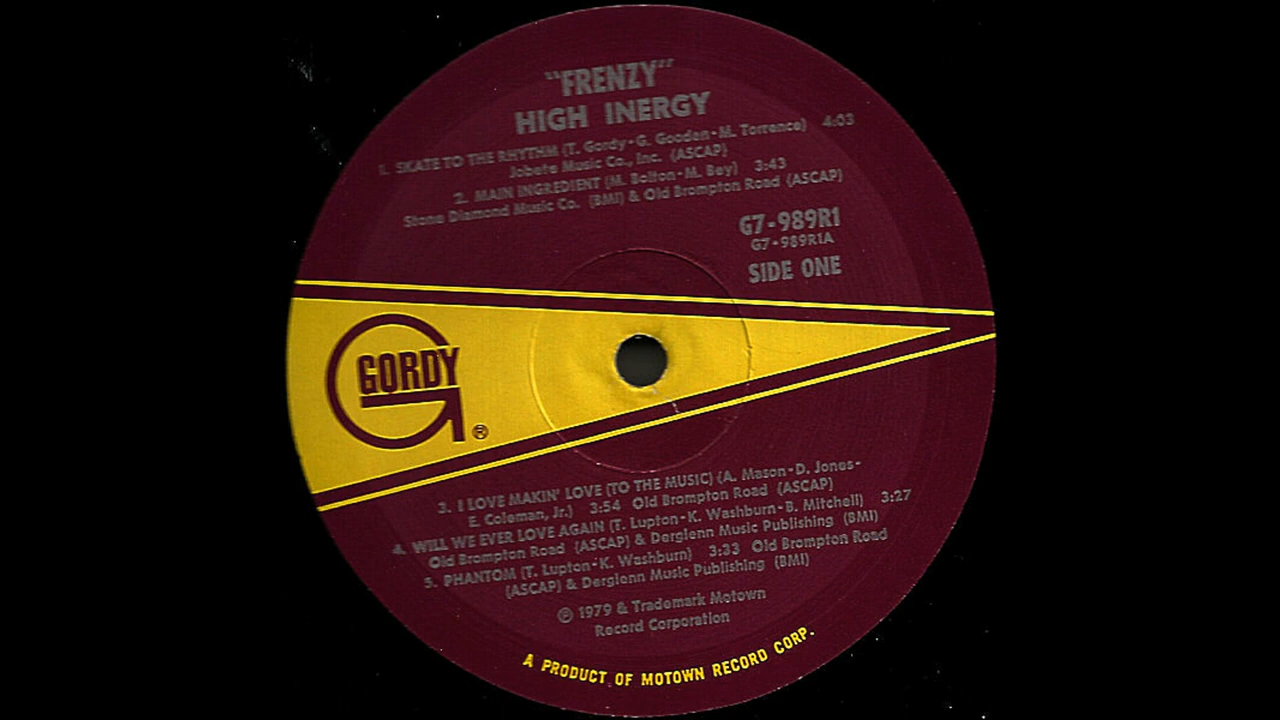 "FRENZY"
HIGH INERGY
1. SKATE TO THE RHYTHM (T. Gordy-G. Gooden-M. Torrence) 4:03
Jobete Music Co., Inc. (ASCAP)
2. MAIN INGREDIENT (M. Bolton-M. Bey) 3:43
Stone Diamond Music Co. (BMI) & Old Brompton Road (ASCAP)
G7-989R1
G7-989R1A
SIDE ONE
GORDY
®
3. I LOVE MAKIN' LOVE (TO THE MUSIC) (A. Mason-D. Jones-
E. Coleman, Jr.) 3:54 Old Brompton Road (ASCAP)
4. WILL WE EVER LOVE AGAIN (T. Lupton-K. Washburn-B. Mitchell) 3:27
Old Brompton Road (ASCAP) & Derglenn Music Publishing (BMI)
5. PHANTOM (T. Lupton-K. Washburn) 3:33 Old Brompton Road
(ASCAP) & Derglenn Music Publishing (BMI)
℗ 1979 & Trademark Motown
Record Corporation
A PRODUCT OF MOTOWN RECORD CORP.